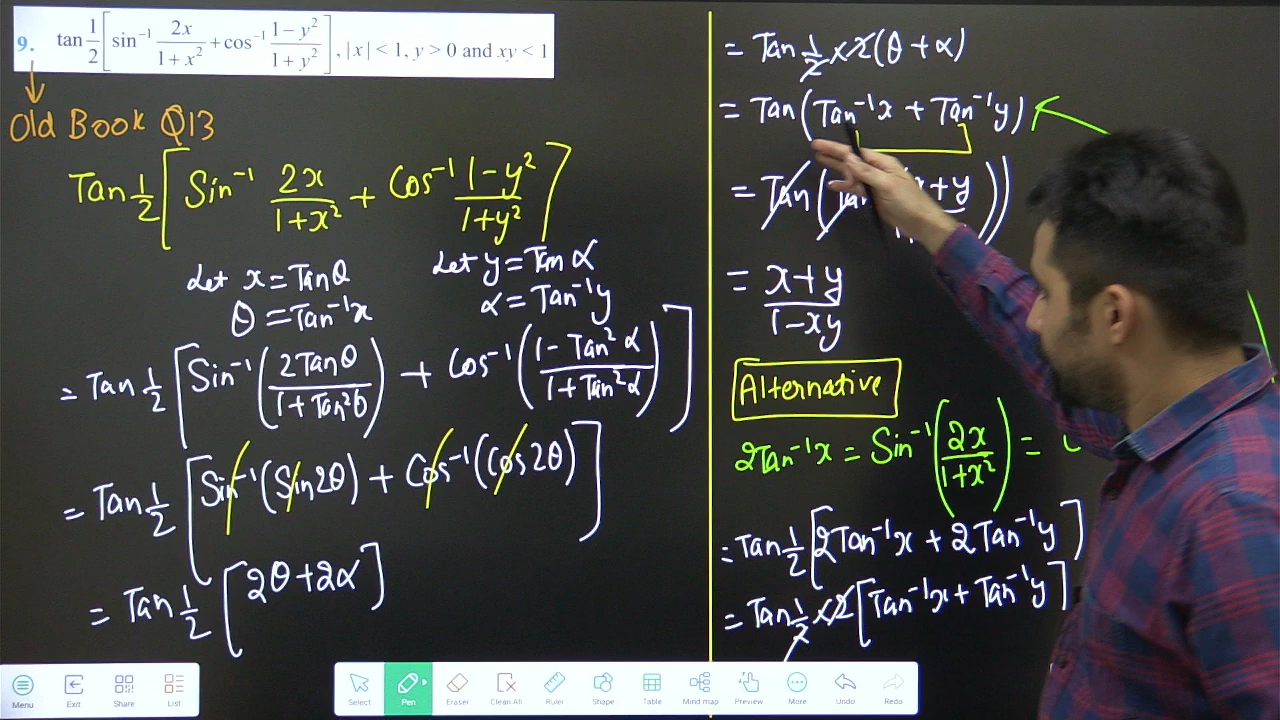 9. tan 1/2 [ sin⁻¹ 2x/(1+x²) + cos⁻¹ (1−y²)/(1+y²) ], |x| < 1, y > 0 and xy < 1
Old Book Q13
Tan 1/2 [ Sin⁻¹ 2x/(1+x²) + Cos⁻¹ (1−y²)/(1+y²) ]
Let x = Tanθ
θ = Tan⁻¹x
Let y = Tan α
α = Tan⁻¹y
= Tan 1/2 [ Sin⁻¹ (2Tanθ/(1+Tan²θ)) + Cos⁻¹ ((1−Tan²α)/(1+Tan²α)) ]
= Tan 1/2 [ Sin⁻¹(Sin2θ) + Cos⁻¹(Cos2θ) ]
= Tan 1/2 [ 2θ+2α ]
= Tan 1/2 × 2(θ+α)
= Tan (Tan⁻¹x + Tan⁻¹y)
= Tan ( x+y ))
= (x+y)/(1−xy)
Alternative
2Tan⁻¹x = Sin⁻¹ (2x/(1+x²)) =
= Tan 1/2 [ 2Tan⁻¹x + 2Tan⁻¹y ]
= Tan 1/2 ×2 [ Tan⁻¹x + Tan⁻¹y ]
Menu Exit Share List Select Pen Eraser Clean All Ruler Shape Table Mind map Preview More Undo Redo